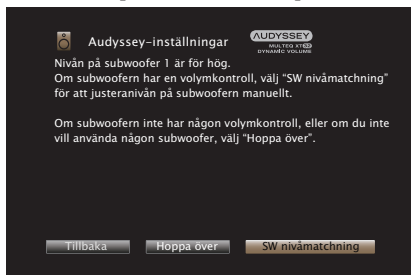 Audyssey-inställningar
AUDYSSEY
MULTEQ XT32
DYNAMIC VOLUME
Nivån på subwoofer 1 är för hög.
Om subwoofern har en volymkontroll, välj ”SW nivåmatchning”
för att justeranivån på subwoofern manuellt.
Om subwoofern inte har någon volymkontroll, eller om du inte
vill använda någon subwoofer, välj ”Hoppa över”.
Tillbaka
Hoppa över
SW nivåmatchning